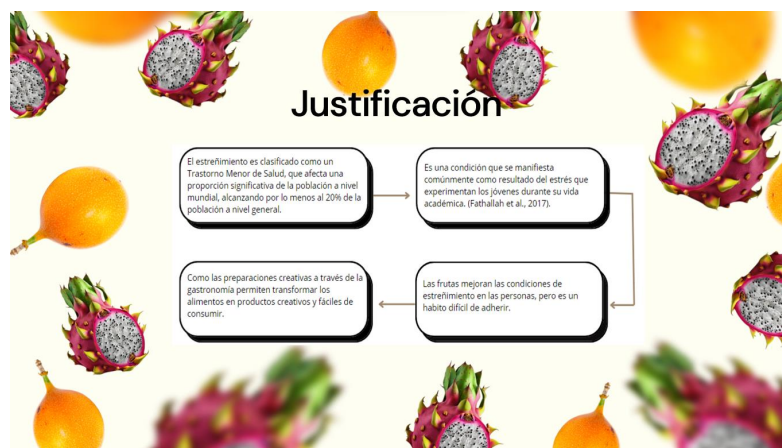 Justificación
El estreñimiento es clasificado como un
Trastorno Menor de Salud, que afecta una
proporción significativa de la población a nivel
mundial, alcanzando por lo menos al 20% de la
población a nivel general.
Es una condición que se manifiesta
comúnmente como resultado del estrés que
experimentan los jóvenes durante su vida
académica. (Fathallah et al., 2017).
Las frutas mejoran las condiciones de
estreñimiento en las personas, pero es un
habito difícil de adherir.
Como las preparaciones creativas a través de la
gastronomía permiten transformar los
alimentos en productos creativos y fáciles de
consumir.